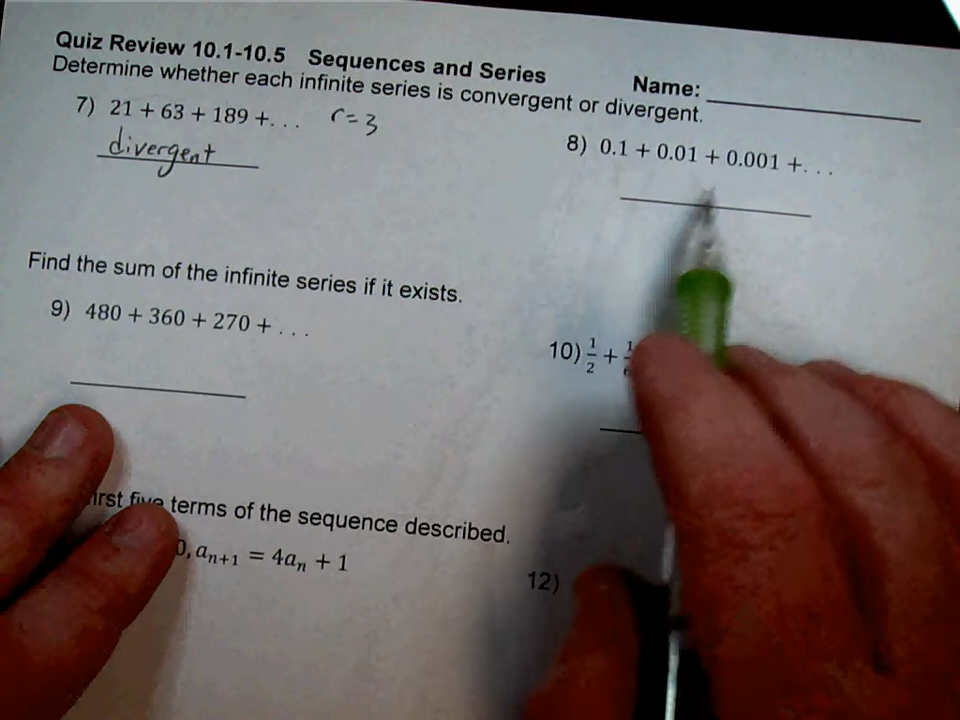 Quiz Review 10.1-10.5 Sequences and Series Name:
Determine whether each infinite series is convergent or divergent.
7) 21 + 63 + 189 +. . . r = 3
divergent
8) 0.1 + 0.01 + 0.001 +. . .
Find the sum of the infinite series if it exists.
9) 480 + 360 + 270 + . . .
10) 1/2 +
five terms of the sequence described.
0, aₙ₊₁ = 4aₙ + 1
12)